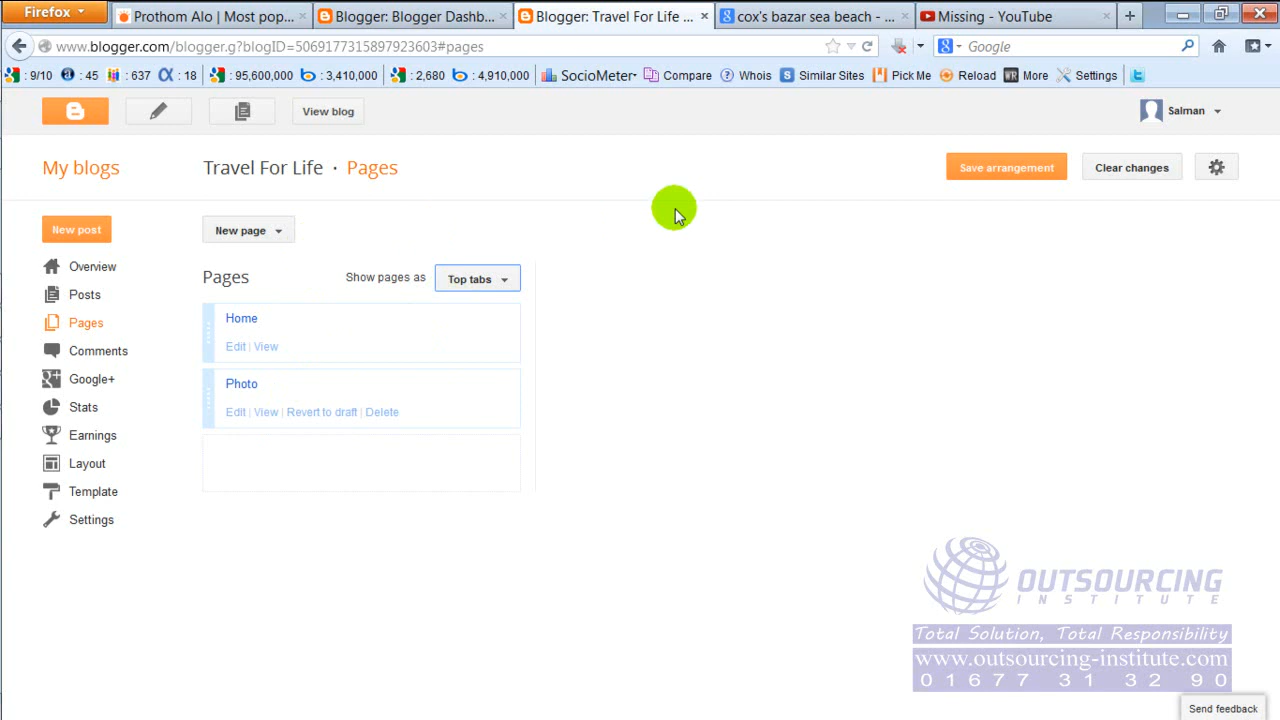 Firefox
Prothom Alo | Most pop...
Blogger: Blogger Dashb...
Blogger: Travel For Life ...
cox's bazar sea beach - ...
Missing - YouTube
www.blogger.com/blogger.g?blogID=5069177315897923603#pages
Google
: 9/10 : 45 : 637 : 18 : 95,600,000 : 3,410,000 : 2,680 : 4,910,000 SocioMeter Compare Whois Similar Sites Pick Me Reload More Settings
View blog
Salman
My blogs
Travel For Life · Pages
Save arrangement
Clear changes
New post
New page
Overview
Posts
Pages
Comments
Google+
Stats
Earnings
Layout
Template
Settings
Pages
Show pages as
Top tabs
Home
Edit | View
Photo
Edit | View | Revert to draft | Delete
OUTSOURCING
INSTITUTE
Total Solution, Total Responsibility
www.outsourcing-institute.com
01677 31 32 90
Send feedback